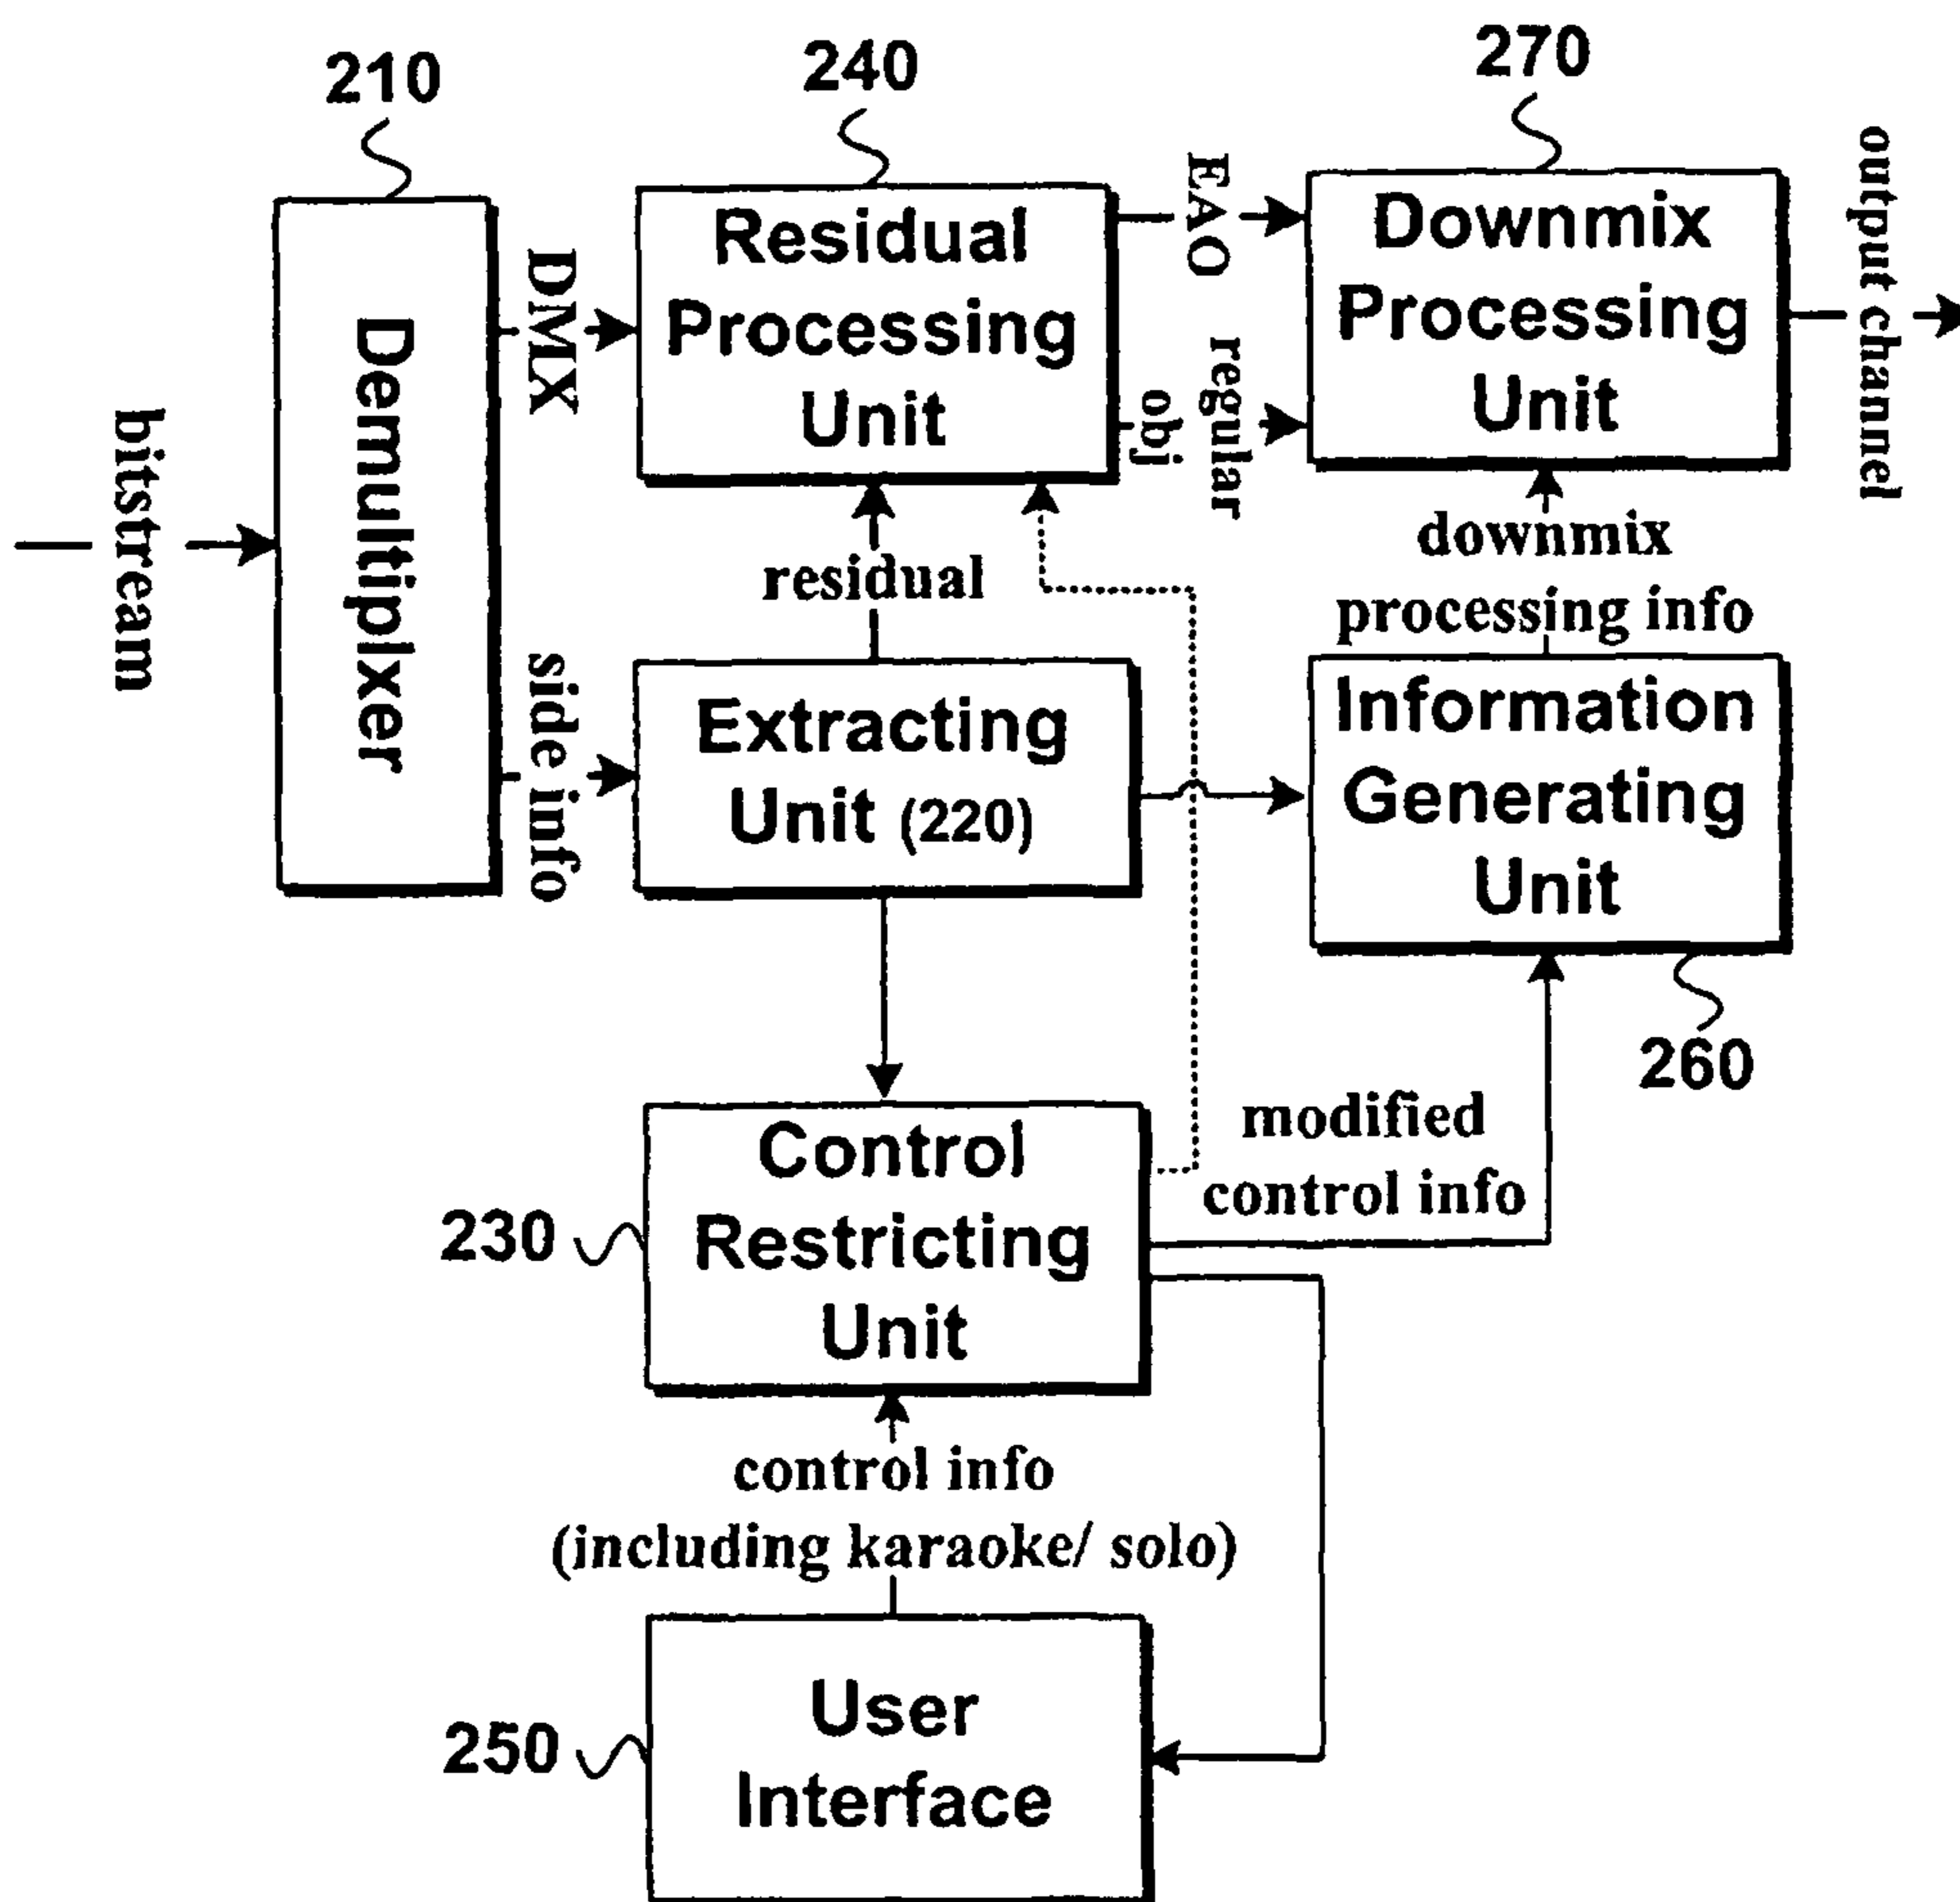 210
240
270
bitstream
Demultiplxer
DMX
side info
Residual
Processing
Unit
EAO
regular
obj
Downmix
Processing
Unit
output channel
residual
downmix
processing info
Extracting
Unit (220)
Information
Generating
Unit
260
Control
Restricting
Unit
230
modified
control info
control info
(including karaoke/ solo)
User
Interface
250